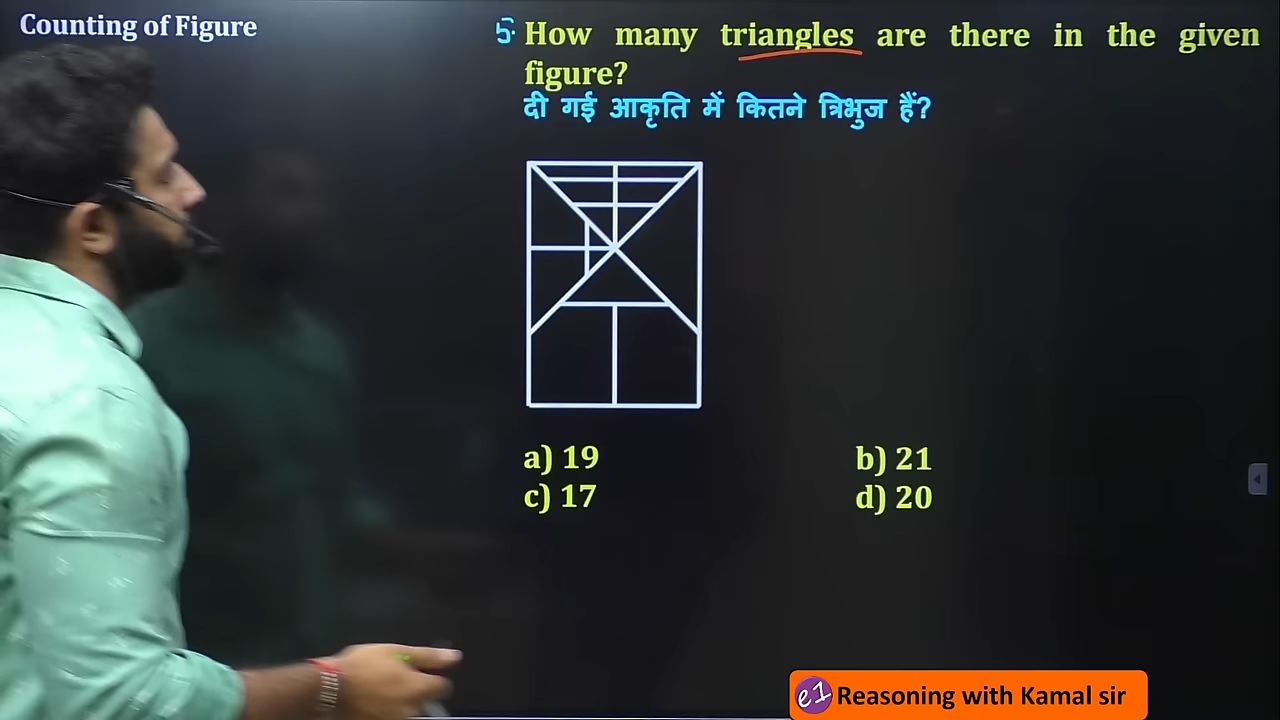 Counting of Figure
5. How many triangles are there in the given
figure?
दी गई आकृति में कितने त्रिभुज हैं?
a) 19
b) 21
c) 17
d) 20
e1 Reasoning with Kamal sir